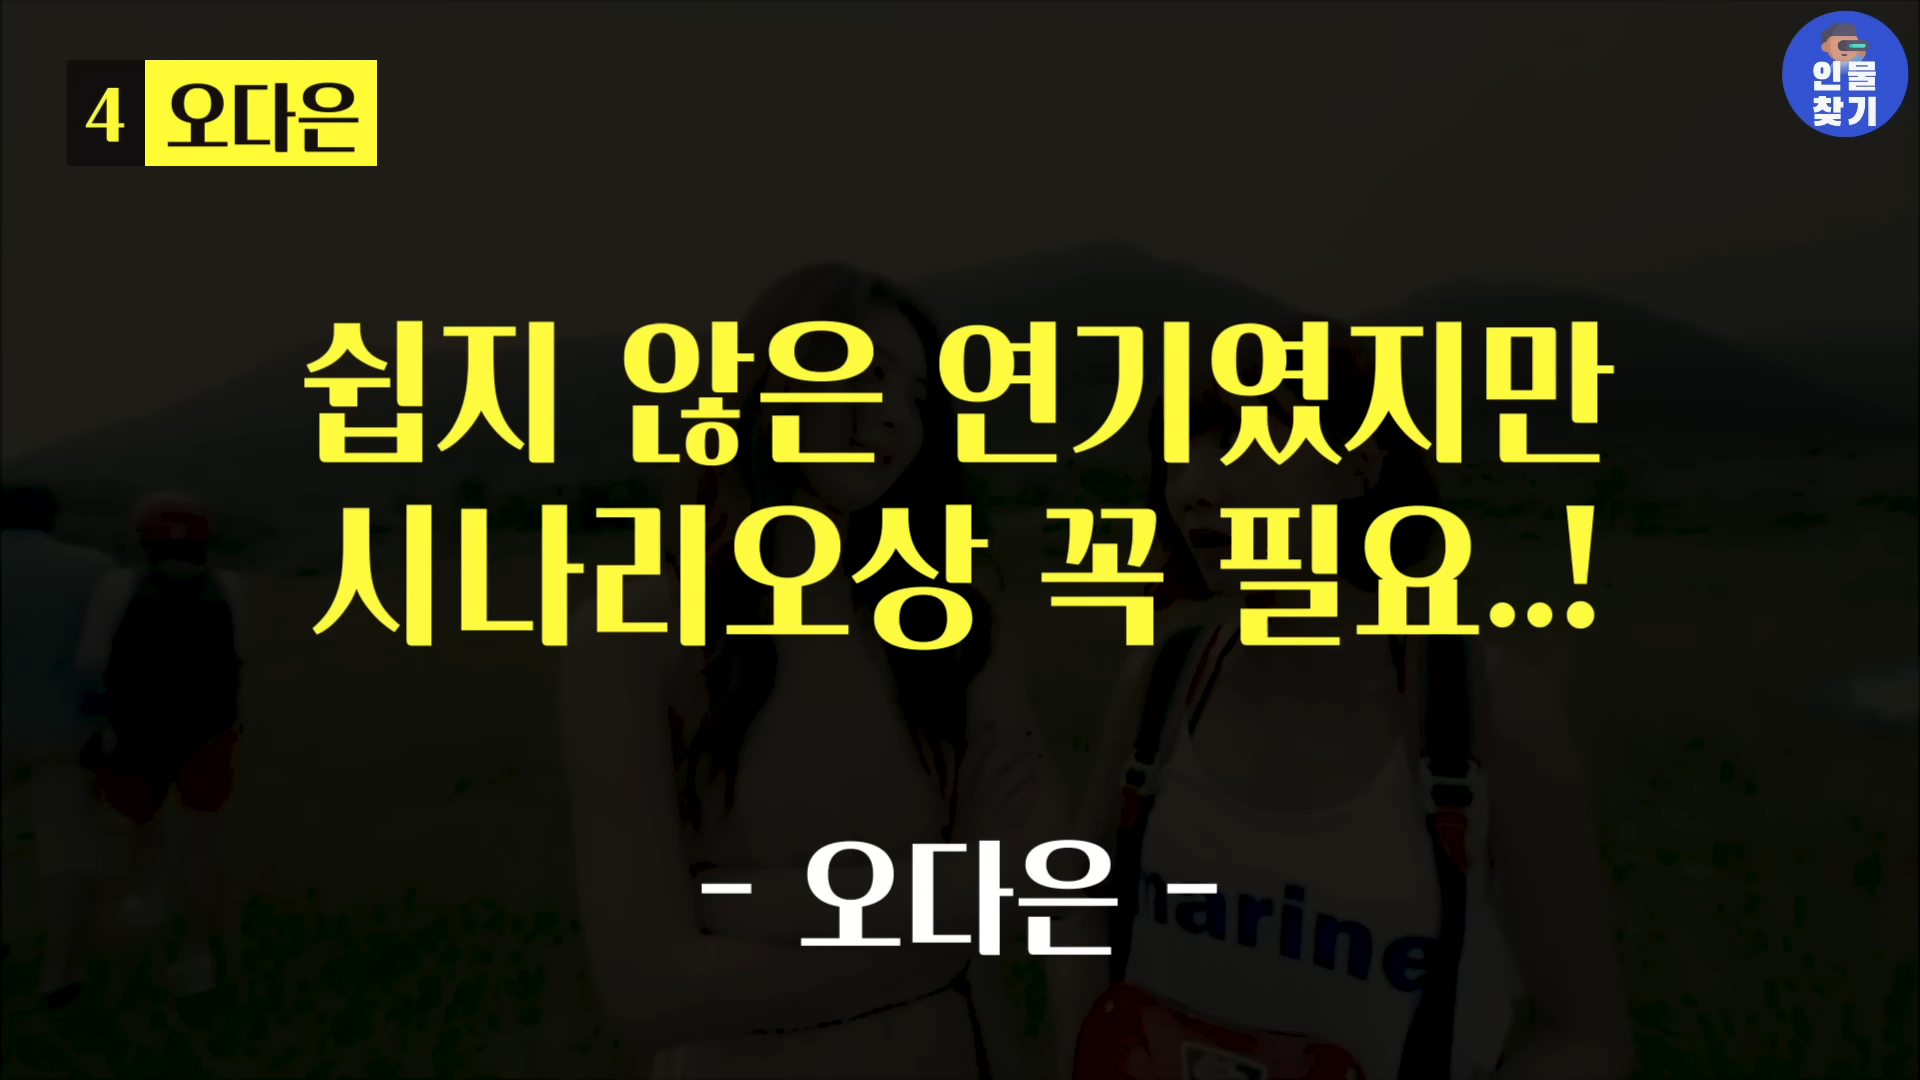 4 오다은
인물
찾기
쉽지 않은 연기였지만
시나리오상 꼭 필요..!
- 오다은 -
marine